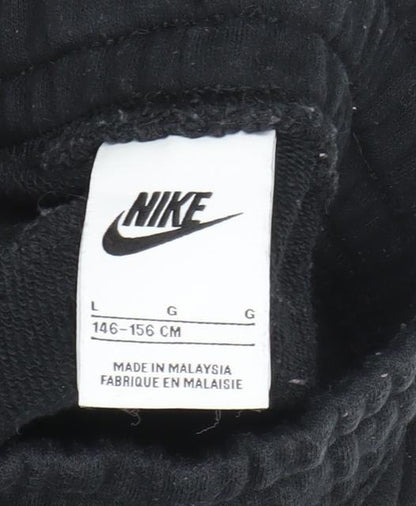 NIKE
L G G
146-156 CM
MADE IN MALAYSIA
FABRIQUE EN MALAISIE